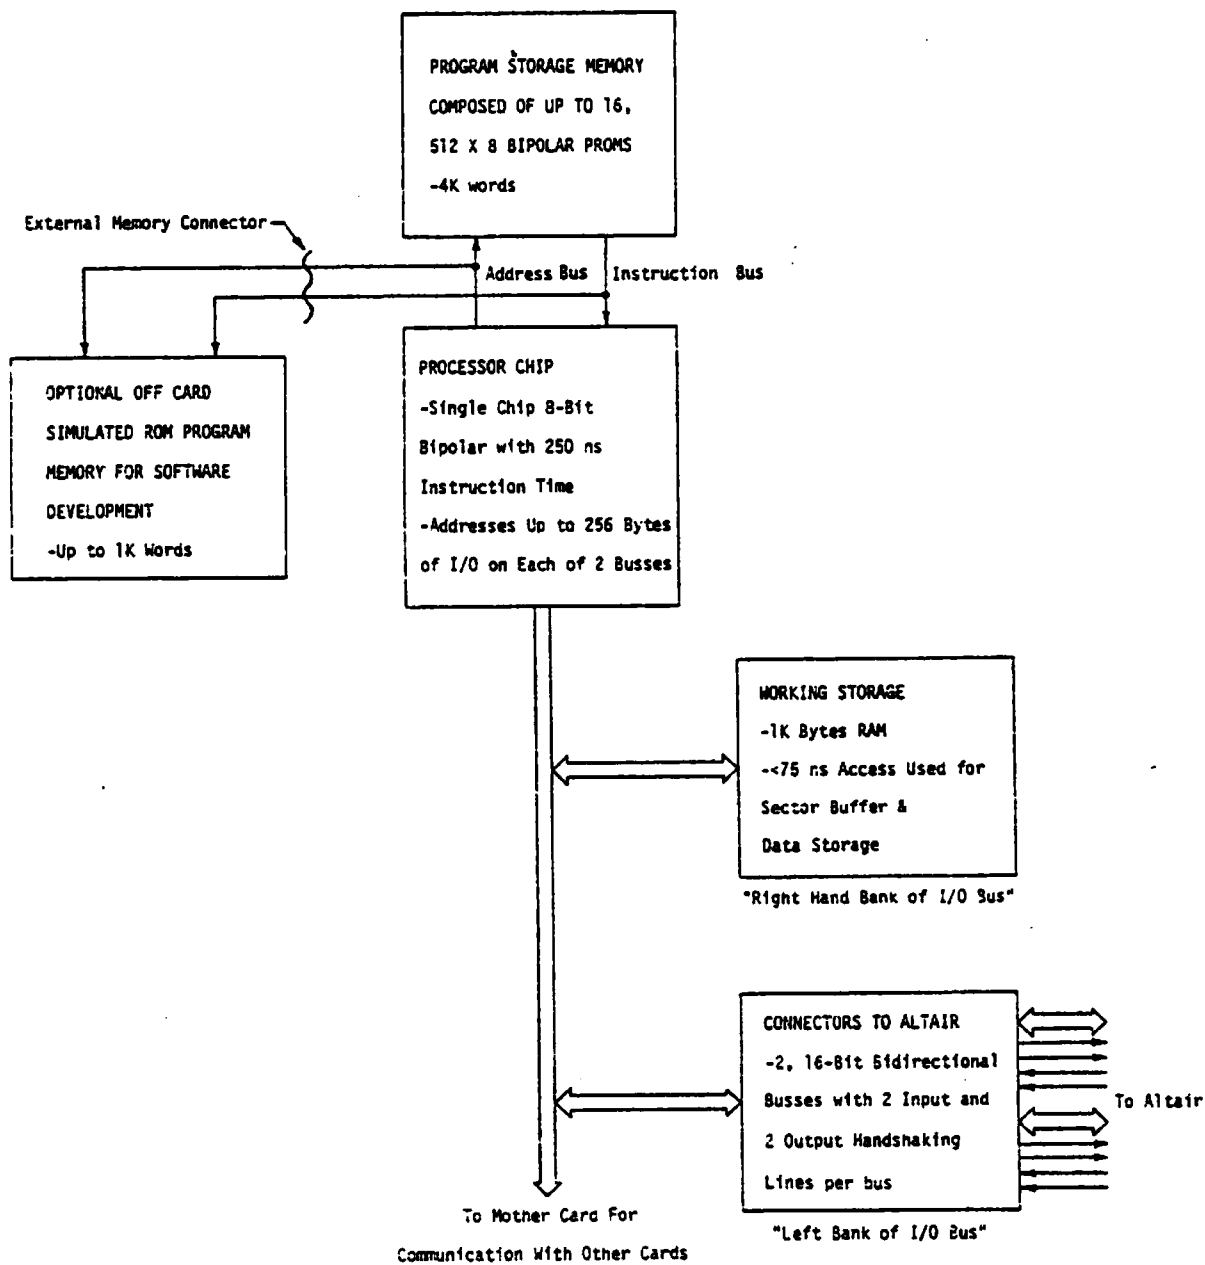 PROGRAM STORAGE MEMORY
COMPOSED OF UP TO 16,
512 X 8 BIPOLAR PROMS
-4K words
External Memory Connector
Address Bus
Instruction Bus
OPTIONAL OFF CARD
SIMULATED ROM PROGRAM
MEMORY FOR SOFTWARE
DEVELOPMENT
-Up to 1K Words
PROCESSOR CHIP
-Single Chip 8-Bit
Bipolar with 250 ns
Instruction Time
-Addresses Up to 256 Bytes
of I/O on Each of 2 Busses
WORKING STORAGE
-1K Bytes RAM
-<75 ns Access Used for
Sector Buffer &
Data Storage
"Right Hand Bank of I/O Bus"
CONNECTORS TO ALTAIR
-2, 16-Bit Bidirectional
Busses with 2 Input and
2 Output Handshaking
Lines per bus
To Altair
"Left Bank of I/O Bus"
To Mother Card For
Communication With Other Cards